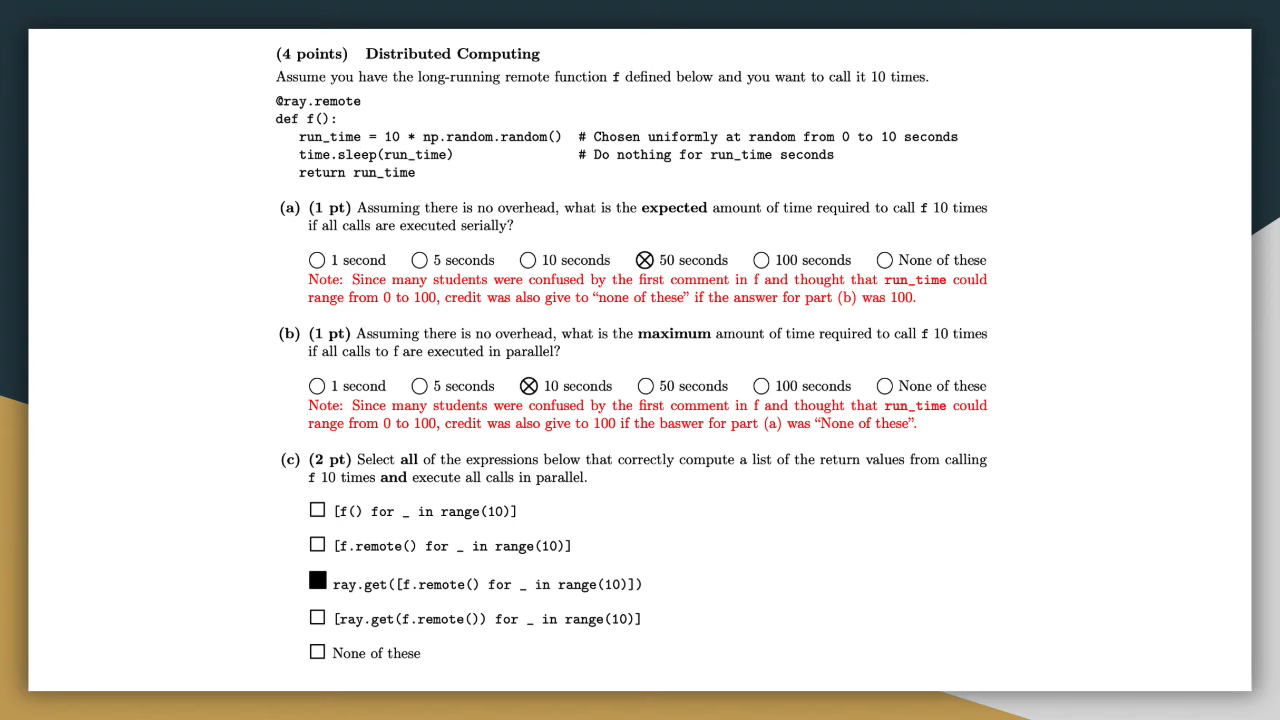 (4 points) Distributed Computing
Assume you have the long-running remote function f defined below and you want to call it 10 times.
@ray.remote
def f():
run_time = 10 * np.random.random() # Chosen uniformly at random from 0 to 10 seconds
time.sleep(run_time) # Do nothing for run_time seconds
return run_time
(a) (1 pt) Assuming there is no overhead, what is the expected amount of time required to call f 10 times
if all calls are executed serially?
1 second 5 seconds 10 seconds 50 seconds 100 seconds None of these
Note: Since many students were confused by the first comment in f and thought that run_time could
range from 0 to 100, credit was also give to “none of these” if the answer for part (b) was 100.
(b) (1 pt) Assuming there is no overhead, what is the maximum amount of time required to call f 10 times
if all calls to f are executed in parallel?
1 second 5 seconds 10 seconds 50 seconds 100 seconds None of these
Note: Since many students were confused by the first comment in f and thought that run_time could
range from 0 to 100, credit was also give to 100 if the baswer for part (a) was “None of these”.
(c) (2 pt) Select all of the expressions below that correctly compute a list of the return values from calling
f 10 times and execute all calls in parallel.
[f() for _ in range(10)]
[f.remote() for _ in range(10)]
ray.get([f.remote() for _ in range(10)])
[ray.get(f.remote()) for _ in range(10)]
None of these